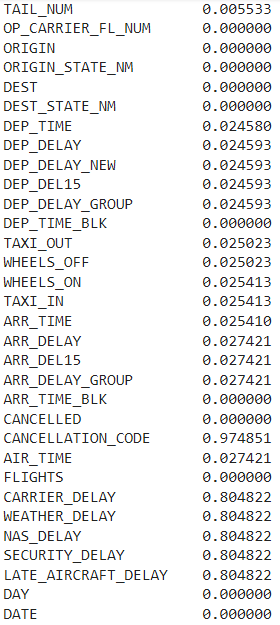 TAIL_NUM 0.005533
OP_CARRIER_FL_NUM 0.000000
ORIGIN 0.000000
ORIGIN_STATE_NM 0.000000
DEST 0.000000
DEST_STATE_NM 0.000000
DEP_TIME 0.024580
DEP_DELAY 0.024593
DEP_DELAY_NEW 0.024593
DEP_DEL15 0.024593
DEP_DELAY_GROUP 0.024593
DEP_TIME_BLK 0.000000
TAXI_OUT 0.025023
WHEELS_OFF 0.025023
WHEELS_ON 0.025413
TAXI_IN 0.025413
ARR_TIME 0.025410
ARR_DELAY 0.027421
ARR_DEL15 0.027421
ARR_DELAY_GROUP 0.027421
ARR_TIME_BLK 0.000000
CANCELLED 0.000000
CANCELLATION_CODE 0.974851
AIR_TIME 0.027421
FLIGHTS 0.000000
CARRIER_DELAY 0.804822
WEATHER_DELAY 0.804822
NAS_DELAY 0.804822
SECURITY_DELAY 0.804822
LATE_AIRCRAFT_DELAY 0.804822
DAY 0.000000
DATE 0.000000